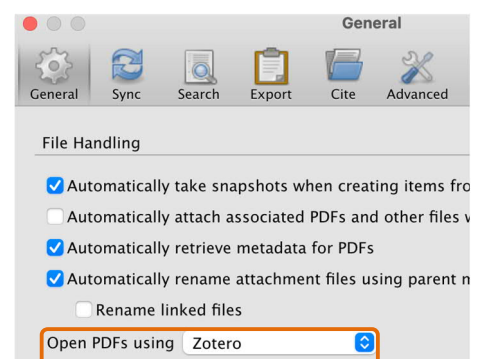 General
General Sync Search Export Cite Advanced
File Handling
Automatically take snapshots when creating items fro
Automatically attach associated PDFs and other files
Automatically retrieve metadata for PDFs
Automatically rename attachment files using parent
Rename linked files
Open PDFs using Zotero